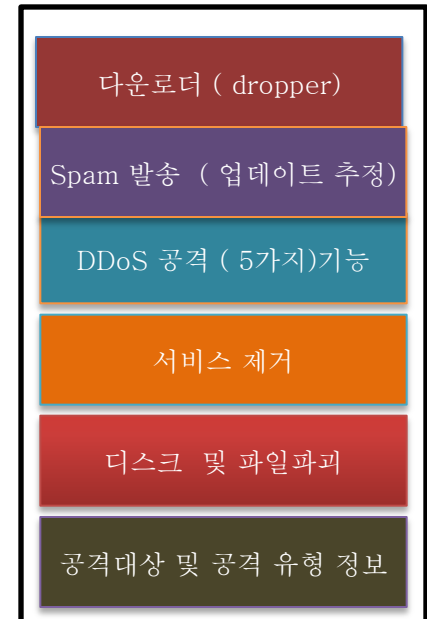 다운로더 ( dropper)
Spam 발송 ( 업데이트 추정)
DDoS 공격 ( 5가지)기능
서비스 제거
디스크 및 파일파괴
공격대상 및 공격 유형 정보